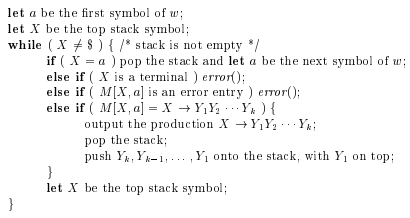 let a be the first symbol of w;
let X be the top stack symbol;
while ( X ≠ $ ) { /* stack is not empty */
if ( X = a ) pop the stack and let a be the next symbol of w;
else if ( X is a terminal ) error();
else if ( M[X, a] is an error entry ) error();
else if ( M[X, a] = X → Y₁Y₂ ··· Yₖ ) {
output the production X → Y₁Y₂ ··· Yₖ;
pop the stack;
push Yₖ, Yₖ₋₁, ..., Y₁ onto the stack, with Y₁ on top;
}
let X be the top stack symbol;
}